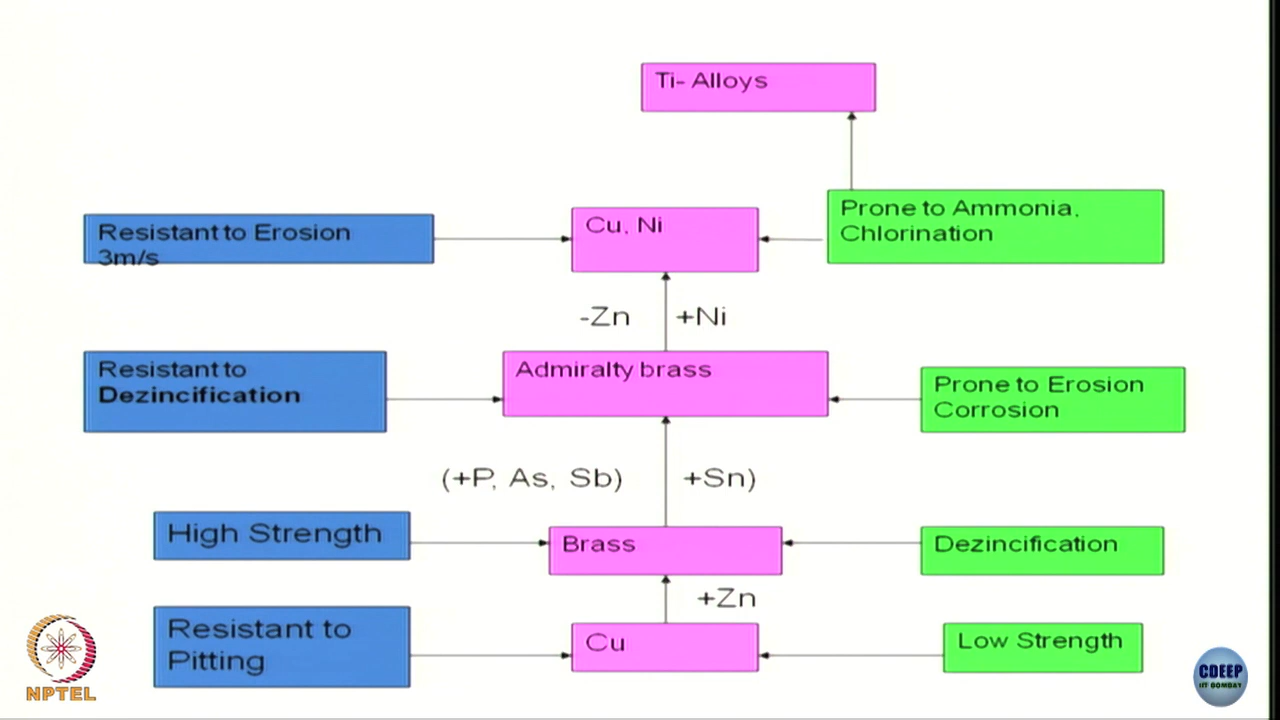 Ti- Alloys
Resistant to Erosion
3m/s
Cu, Ni
Prone to Ammonia,
Chlorination
-Zn
+Ni
Resistant to
Dezincification
Admiralty brass
Prone to Erosion
Corrosion
(+P, As, Sb)
+Sn)
High Strength
Brass
Dezincification
+Zn
Resistant to
Pitting
Cu
Low Strength
NPTEL
CDEEP
IIT BOMBAY